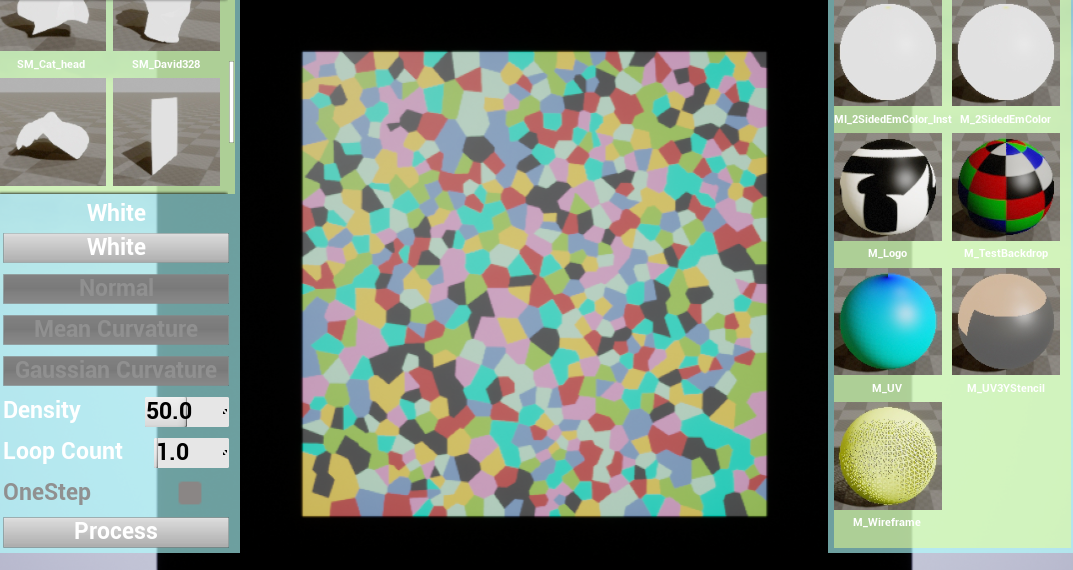 SM_Cat_head
SM_David328
White
White
Normal
Mean Curvature
Gaussian Curvature
Density 50.0
Loop Count 1.0
OneStep
Process
MI_2SidedEmColor_Inst
M_2SidedEmColor
M_Logo
M_TestBackdrop
M_UV
M_UV3YStencil
M_Wireframe